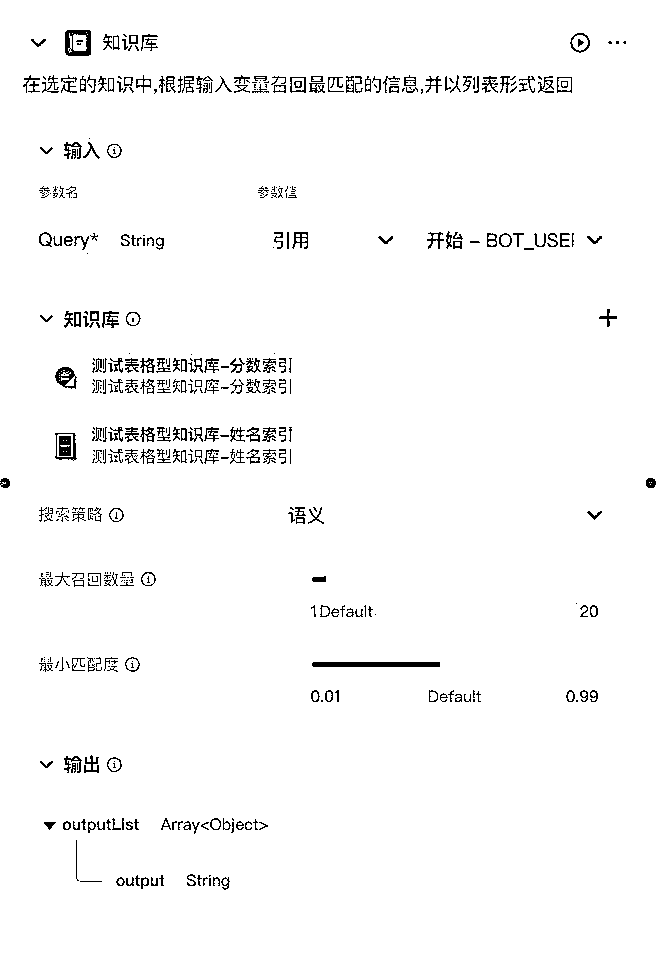 知识库
在选定的知识中,根据输入变量召回最匹配的信息,并以列表形式返回
输入
参数名 参数值
Query* String 引用 开始 – BOT_USE
知识库
测试表格型知识库–分数索引
测试表格型知识库–分数索引
测试表格型知识库–姓名索引
测试表格型知识库–姓名索引
搜索策略 语义
最大召回数量
1Default 20
最小匹配度
0.01 Default 0.99
输出
outputList Array<Object>
output String